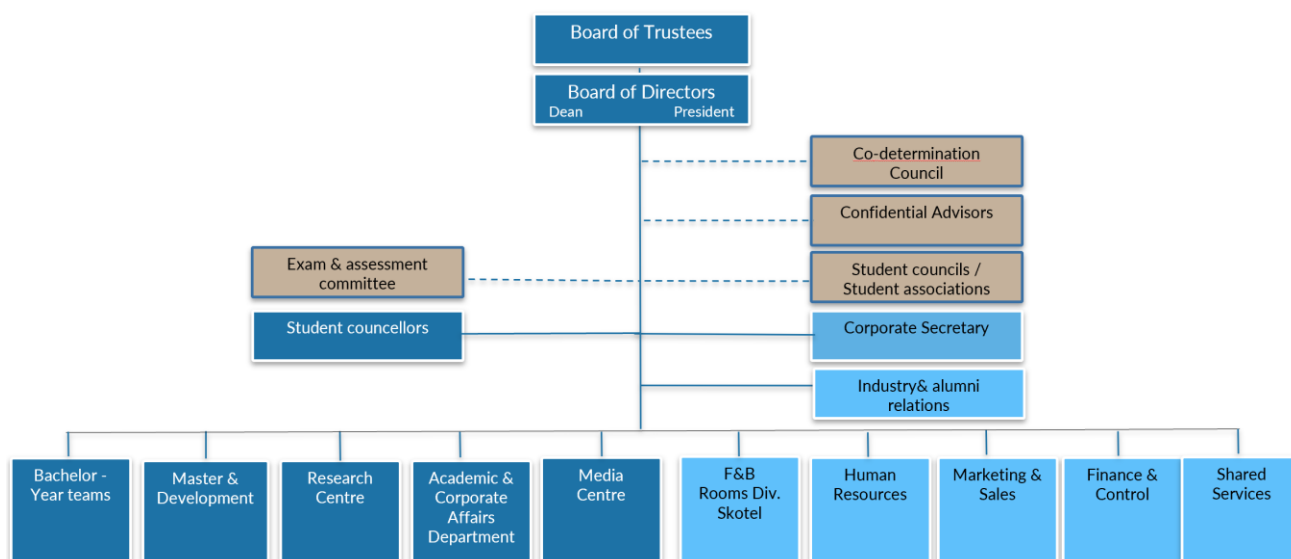 Board of Trustees
Board of Directors
Dean President
Co-determination
Council
Confidential Advisors
Exam & assessment
committee
Student councils /
Student associations
Student councellors
Corporate Secretary
Industry& alumni
relations
Bachelor -
Year teams
Master &
Development
Research
Centre
Academic &
Corporate
Affairs
Department
Media
Centre
F&B
Rooms Div.
Skotel
Human
Resources
Marketing &
Sales
Finance &
Control
Shared
Services